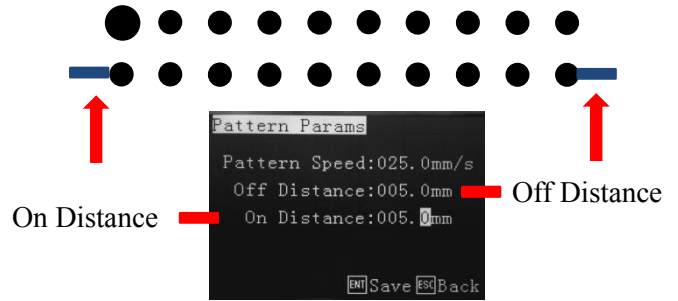 Pattern Params
Pattern Speed:025.0mm/s
Off Distance:005.0mm
Off Distance
On Distance
On Distance:005.0mm
ENT Save ESC Back